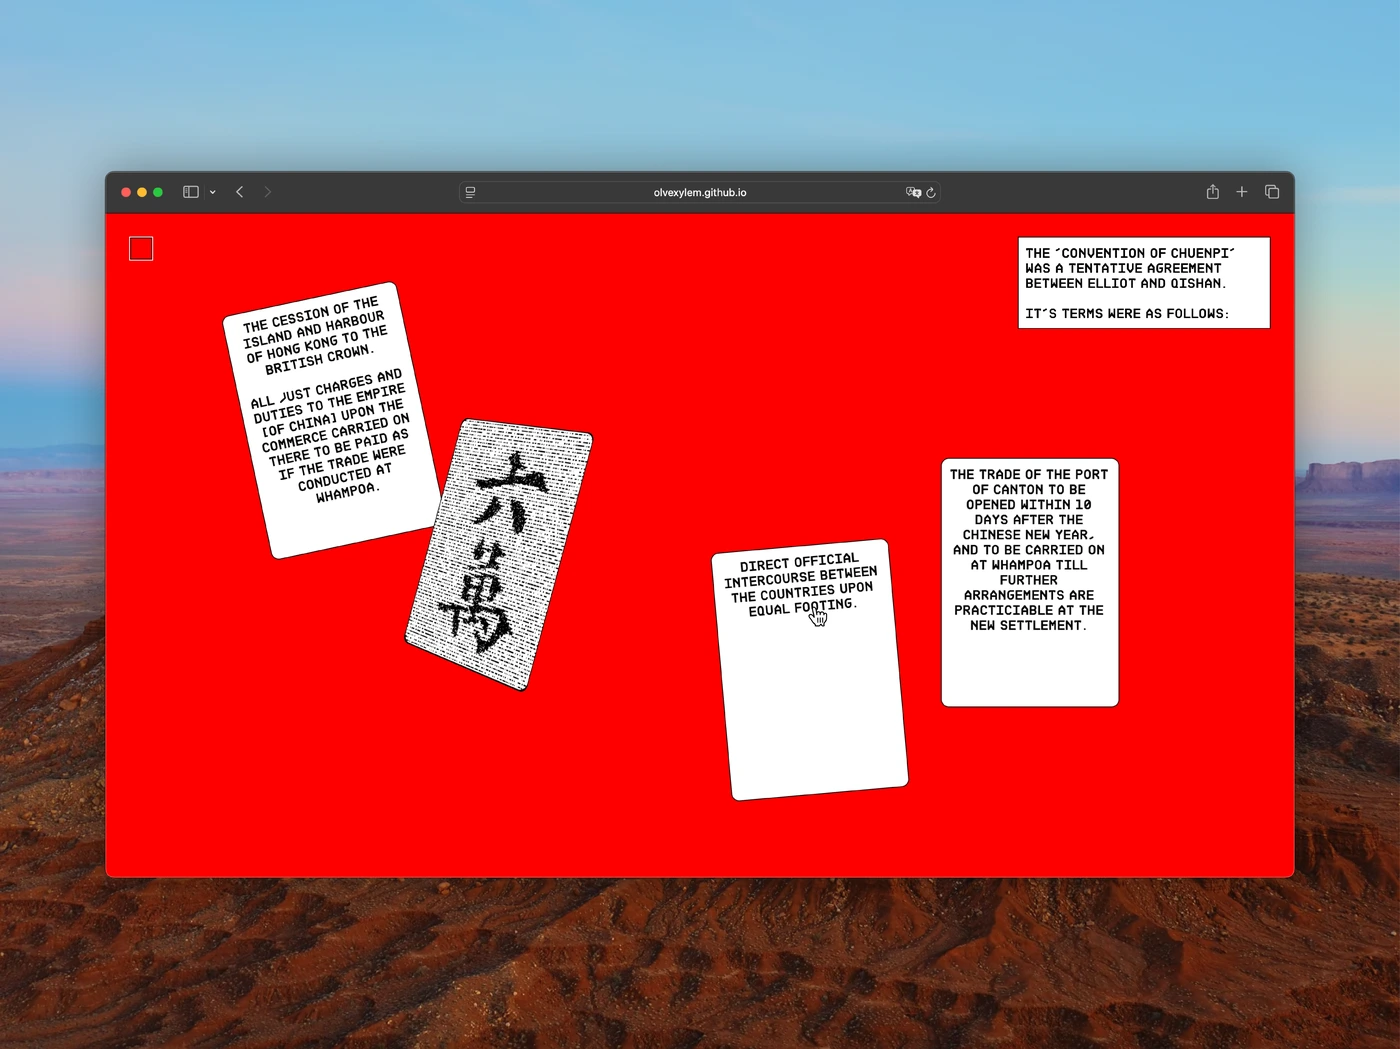 olvexylem.github.io
THE ´CONVENTION OF CHUENPI´
WAS A TENTATIVE AGREEMENT
BETWEEN ELLIOT AND QISHAN.
IT´S TERMS WERE AS FOLLOWS:
THE CESSION OF THE
ISLAND AND HARBOUR
OF HONG KONG TO THE
BRITISH CROWN.
ALL JUST CHARGES AND
DUTIES TO THE EMPIRE
[OF CHINA] UPON THE
COMMERCE CARRIED ON
THERE TO BE PAID AS
IF THE TRADE WERE
CONDUCTED AT
WHAMPOA.
六
萬
DIRECT OFFICIAL
INTERCOURSE BETWEEN
THE COUNTRIES UPON
EQUAL FOOTING.
THE TRADE OF THE PORT
OF CANTON TO BE
OPENED WITHIN 10
DAYS AFTER THE
CHINESE NEW YEAR,
AND TO BE CARRIED ON
AT WHAMPOA TILL
FURTHER
ARRANGEMENTS ARE
PRACTICIABLE AT THE
NEW SETTLEMENT.